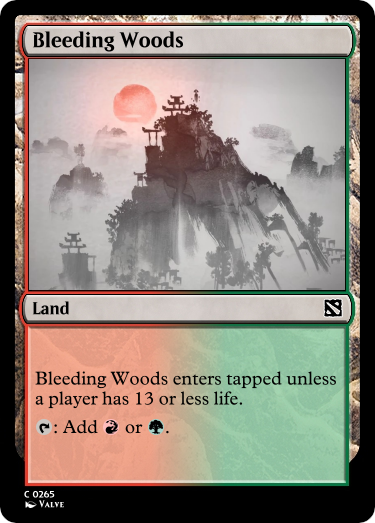 Bleeding Woods
Land
Bleeding Woods enters tapped unless
a player has 13 or less life.
: Add or .
C 0265
Valve